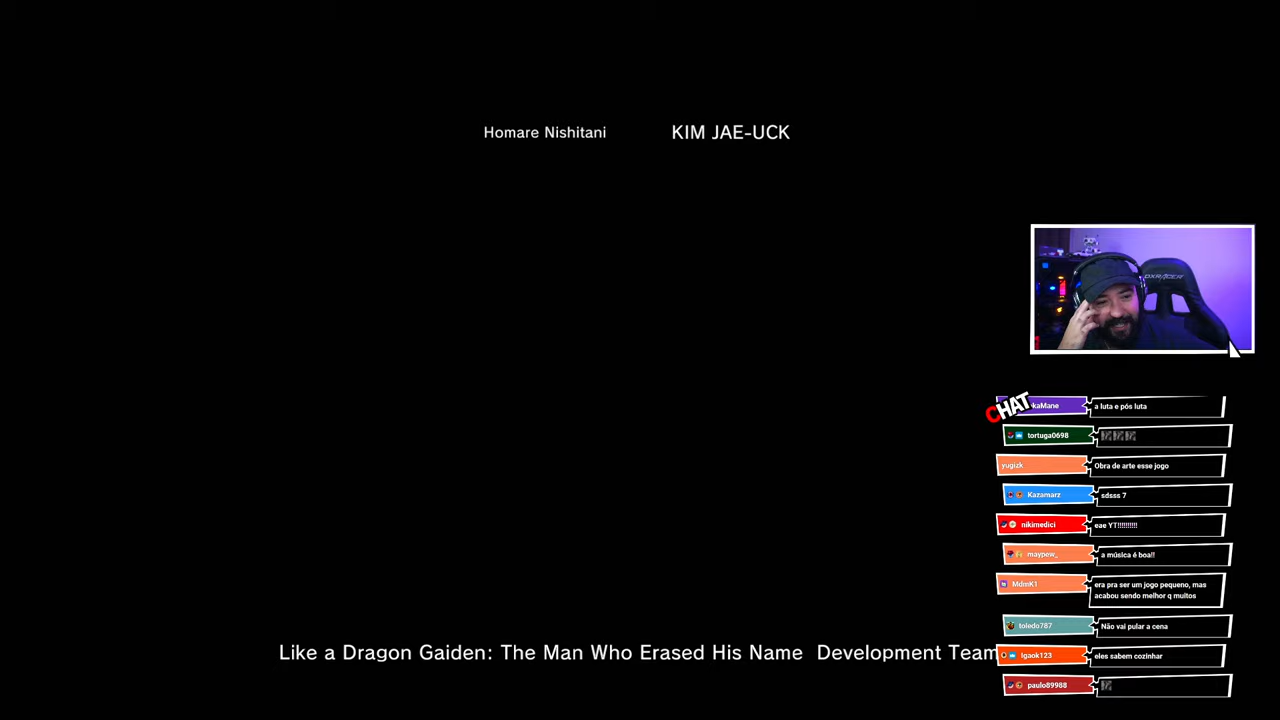 Homare Nishitani KIM JAE-UCK
DXRACER
CHAT
kaMane a luta e pós luta
tortuga0698
yugizk Obra de arte esse jogo
Kazamarz sdsss 7
nikimedici eae YT!!!!!!!!!!
maypew_ a música é boa!!
MdmK1 era pra ser um jogo pequeno, mas
acabou sendo melhor q muitos
toledo787 Não vai pular a cena
Igaok123 eles sabem cozinhar
paulo89988
Like a Dragon Gaiden: The Man Who Erased His Name Development Team